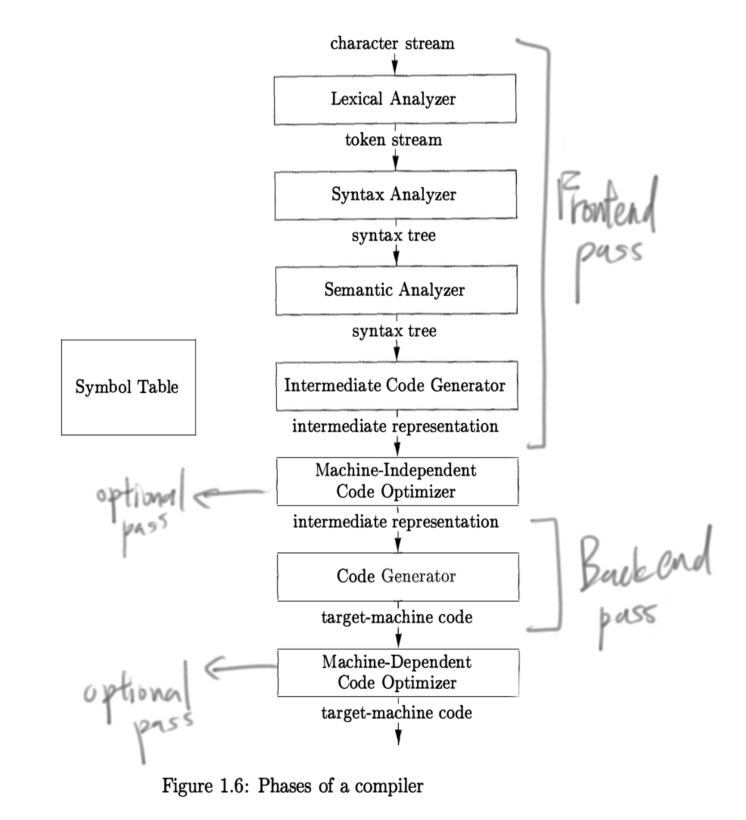 character stream
Lexical Analyzer
token stream
Syntax Analyzer
syntax tree
Semantic Analyzer
syntax tree
Intermediate Code Generator
intermediate representation
Machine-Independent
Code Optimizer
intermediate representation
Code Generator
target-machine code
Machine-Dependent
Code Optimizer
target-machine code
Symbol Table
Frontend
pass
optional
pass
Backend
pass
optional
pass
Figure 1.6: Phases of a compiler